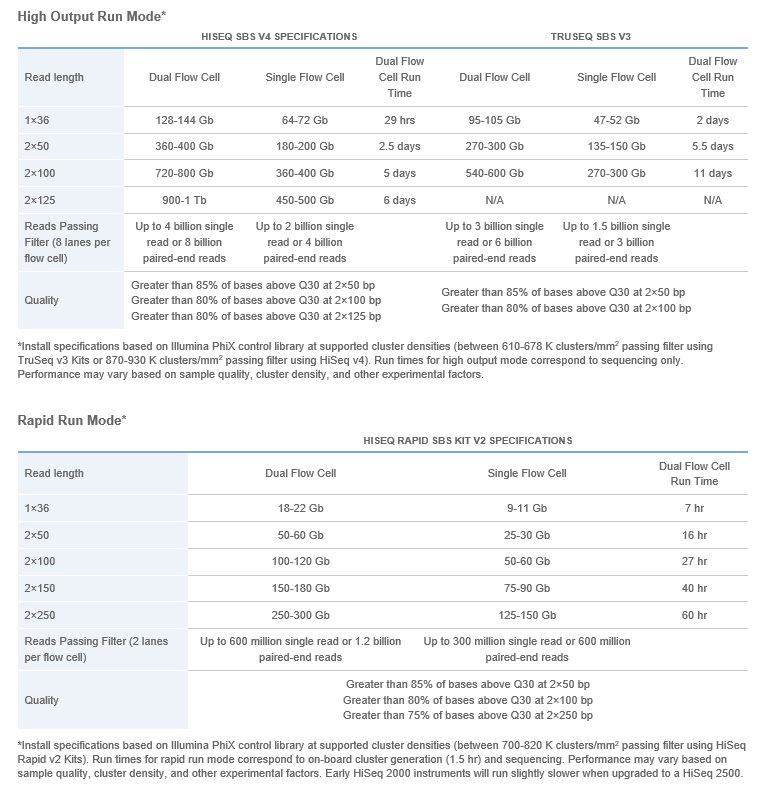 High Output Run Mode*
HISEQ SBS V4 SPECIFICATIONS TRUSEQ SBS V3
Read length Dual Flow Cell Single Flow Cell Dual Flow Cell Run Time Dual Flow Cell Single Flow Cell Dual Flow Cell Run Time
1×36 128-144 Gb 64-72 Gb 29 hrs 95-105 Gb 47-52 Gb 2 days
2×50 360-400 Gb 180-200 Gb 2.5 days 270-300 Gb 135-150 Gb 5.5 days
2×100 720-800 Gb 360-400 Gb 5 days 540-600 Gb 270-300 Gb 11 days
2×125 900-1 Tb 450-500 Gb 6 days N/A N/A N/A
Reads Passing Up to 4 billion single Up to 2 billion single Up to 3 billion single Up to 1.5 billion single
Filter (8 lanes per read or 8 billion read or 4 billion read or 6 billion read or 3 billion
flow cell) paired-end reads paired-end reads paired-end reads paired-end reads
Quality
Greater than 85% of bases above Q30 at 2×50 bp
Greater than 80% of bases above Q30 at 2×100 bp
Greater than 80% of bases above Q30 at 2×125 bp
Greater than 85% of bases above Q30 at 2×50 bp
Greater than 80% of bases above Q30 at 2×100 bp
*Install specifications based on Illumina PhiX control library at supported cluster densities (between 610-678 K clusters/mm² passing filter using
TruSeq v3 Kits or 870-930 K clusters/mm² passing filter using HiSeq v4). Run times for high output mode correspond to sequencing only.
Performance may vary based on sample quality, cluster density, and other experimental factors.
Rapid Run Mode*
HISEQ RAPID SBS KIT V2 SPECIFICATIONS
Read length Dual Flow Cell Single Flow Cell Dual Flow Cell Run Time
1×36 18-22 Gb 9-11 Gb 7 hr
2×50 50-60 Gb 25-30 Gb 16 hr
2×100 100-120 Gb 50-60 Gb 27 hr
2×150 150-180 Gb 75-90 Gb 40 hr
2×250 250-300 Gb 125-150 Gb 60 hr
Reads Passing Filter (2 lanes Up to 600 million single read or 1.2 billion Up to 300 million single read or 600 million
per flow cell) paired-end reads paired-end reads
Quality
Greater than 85% of bases above Q30 at 2×50 bp
Greater than 80% of bases above Q30 at 2×100 bp
Greater than 75% of bases above Q30 at 2×250 bp
*Install specifications based on Illumina PhiX control library at supported cluster densities (between 700-820 K clusters/mm² passing filter using HiSeq
Rapid v2 Kits). Run times for rapid run mode correspond to on-board cluster generation (1.5 hr) and sequencing. Performance may vary based on
sample quality, cluster density, and other experimental factors. Early HiSeq 2000 instruments will run slightly slower when upgraded to a HiSeq 2500.